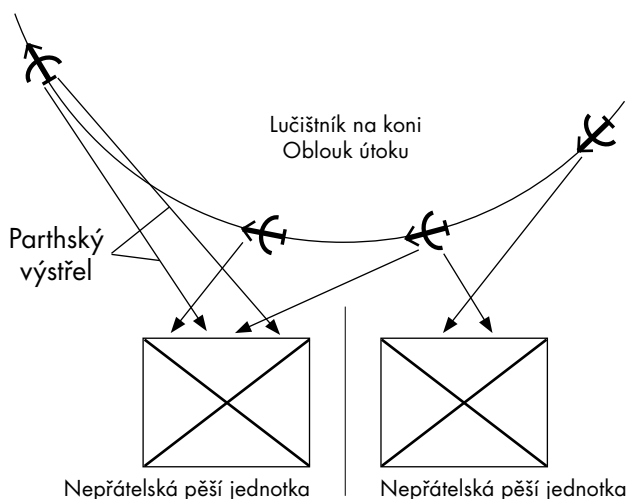 Lučištník na koni
Oblouk útoku
Parthský
výstřel
Nepřátelská pěší jednotka
Nepřátelská pěší jednotka